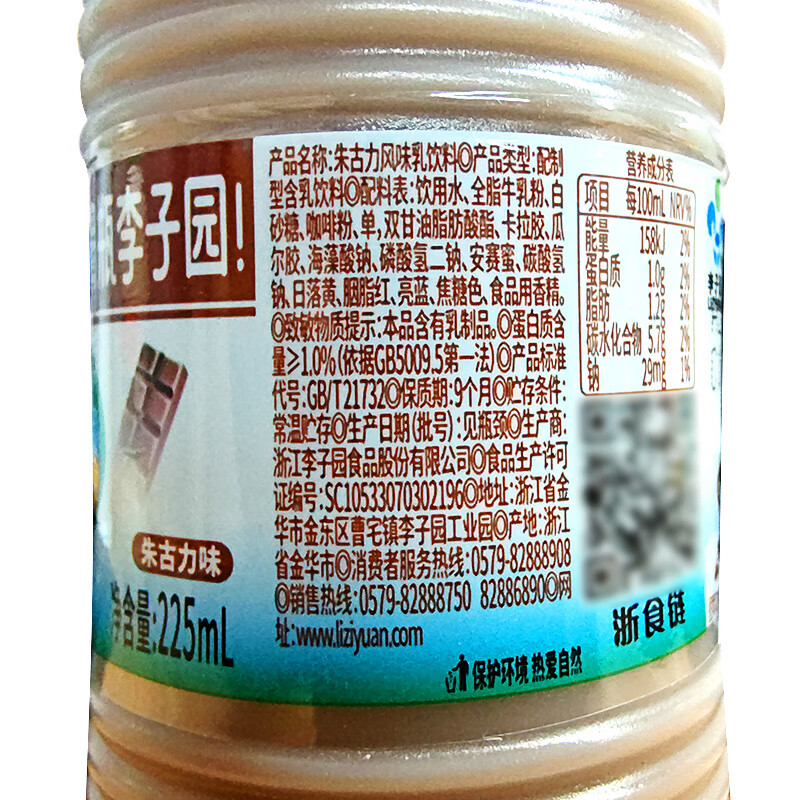 瓶李子园!
朱古力味
净含量:225mL
产品名称:朱古力风味乳饮料◎产品类型:配制
型含乳饮料◎配料表:饮用水、全脂牛乳粉、白
砂糖、咖啡粉、单,双甘油脂肪酸酯、卡拉胶、瓜
尔胶、海藻酸钠、磷酸氢二钠、安赛蜜、碳酸氢
钠、日落黄、胭脂红、亮蓝、焦糖色、食品用香精。
◎致敏物质提示:本品含有乳制品。◎蛋白质含
量≥1.0%(依据GB5009.5第一法)◎产品标准
代号:GB/T21732◎保质期:9个月◎贮存条件:
常温贮存◎生产日期(批号):见瓶颈◎生产商:
浙江李子园食品股份有限公司◎食品生产许可
证编号:SC10533070302196◎地址:浙江省金
华市金东区曹宅镇李子园工业园◎产地:浙江
省金华市◎消费者服务热线:0579-82888908
◎销售热线:0579-82888750 82886890◎网
址:www.liziyuan.com
保护环境 热爱自然
营养成分表
项目 每100mL NRV%
能量 158kJ 2%
蛋白质 1.0g 2%
脂肪 1.2g 2%
碳水化合物 5.7g 2%
钠 29mg 1%
浙食链